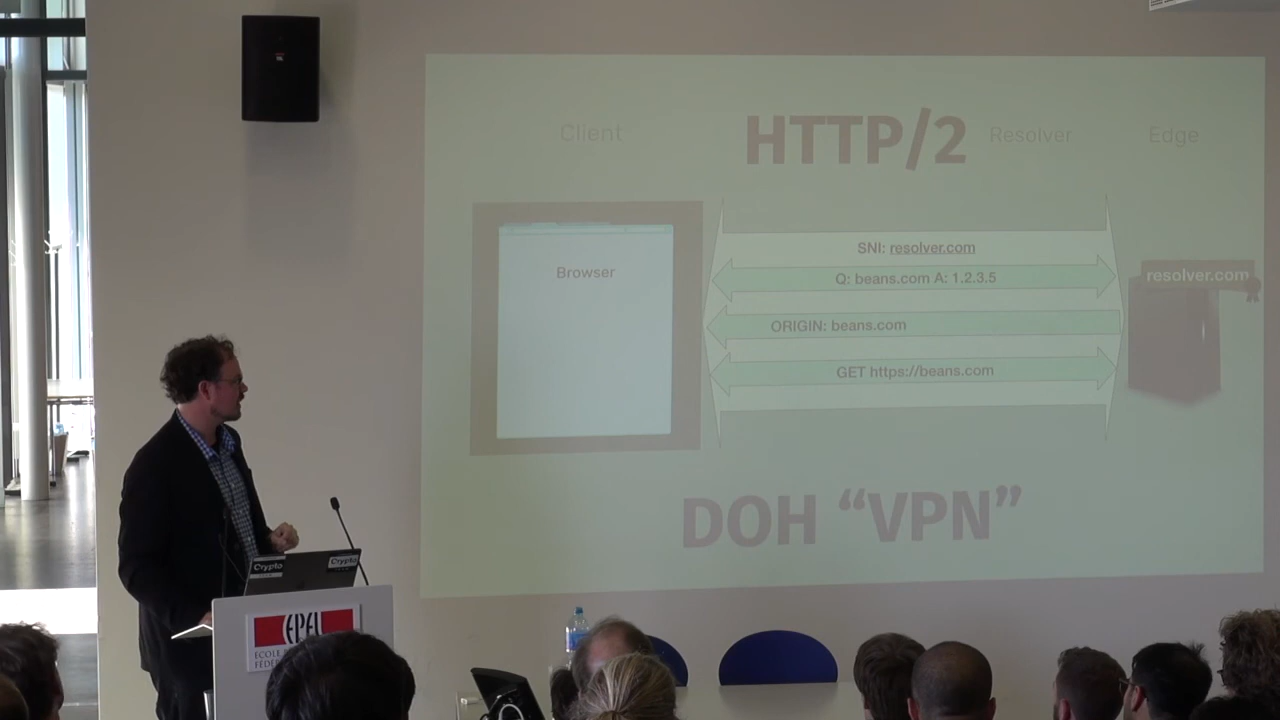 Client
HTTP/2
Resolver
Edge
Browser
SNI: resolver.com
Q: beans.com A: 1.2.3.5
ORIGIN: beans.com
GET https://beans.com
resolver.com
DOH “VPN”
Crypto
Crypto
EPFL